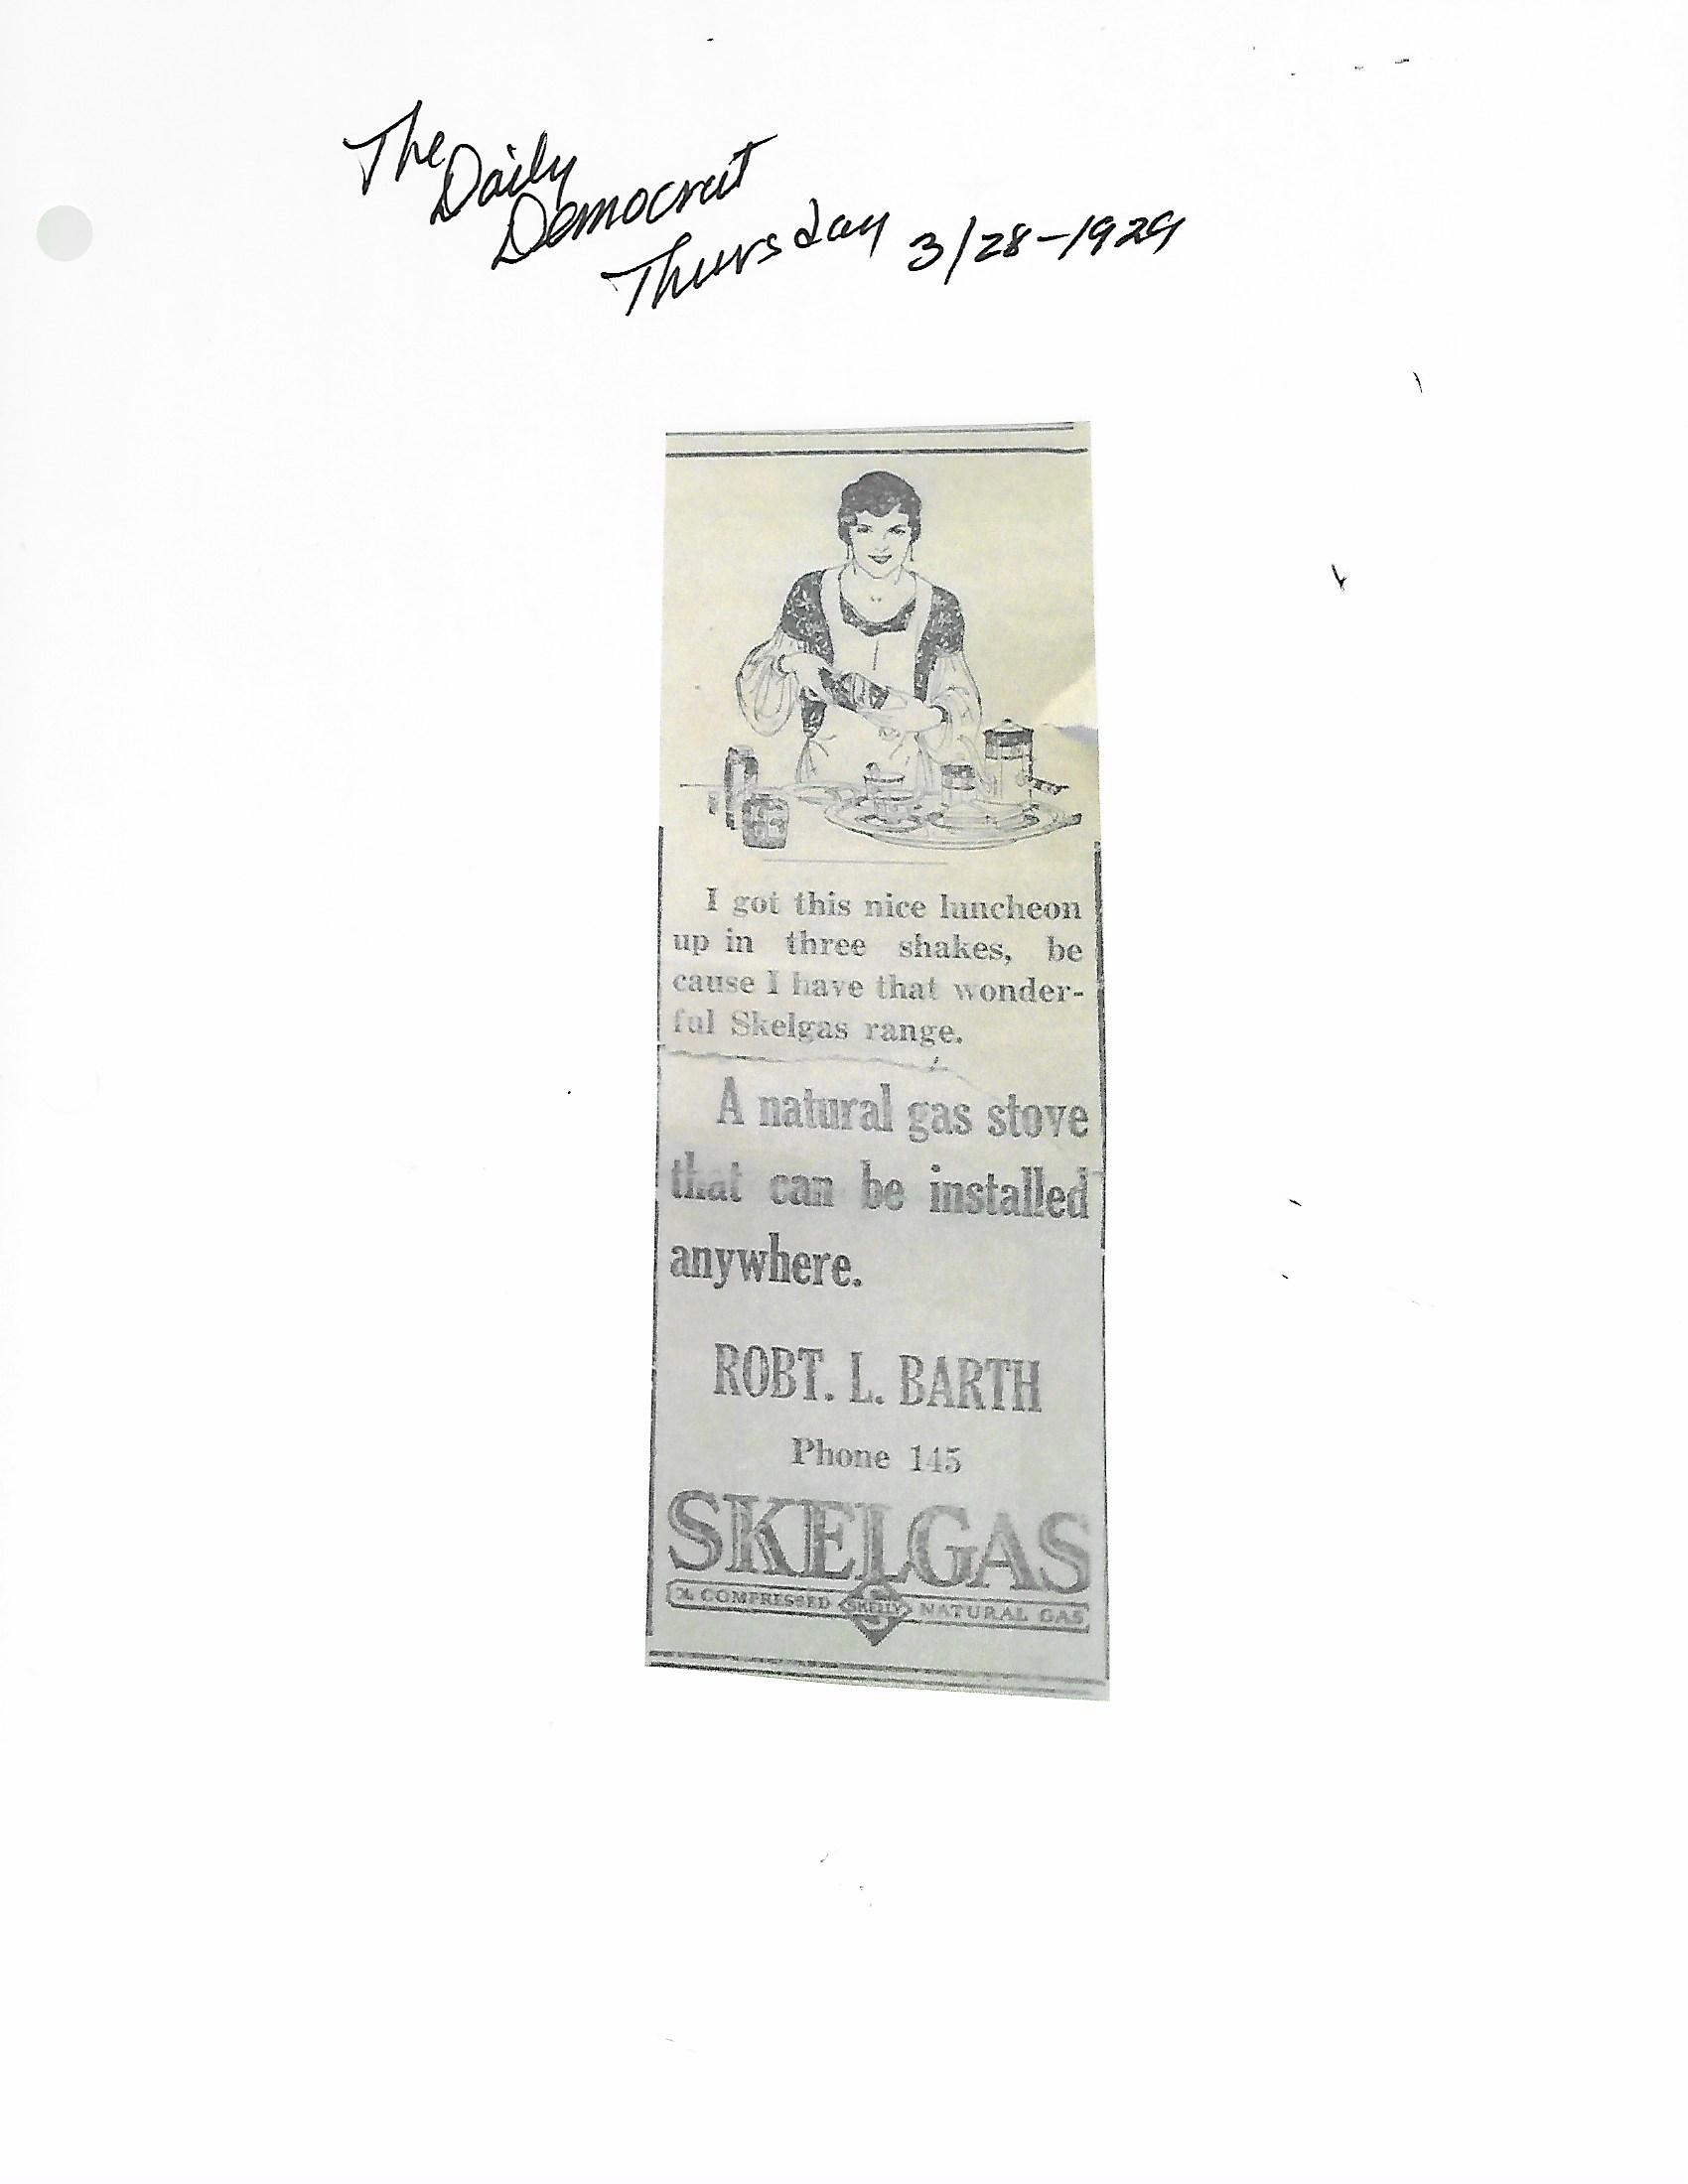 The
Daily
Democrat
Thursday 3/28-1929
I got this nice luncheon
up in three shakes, be
cause I have that wonder-
ful Skelgas range.
A natural gas stove
that can be installed
anywhere.
ROBT. L. BARTH
Phone 145
SKELGAS
COMPRESSED SKELLY NATURAL GAS